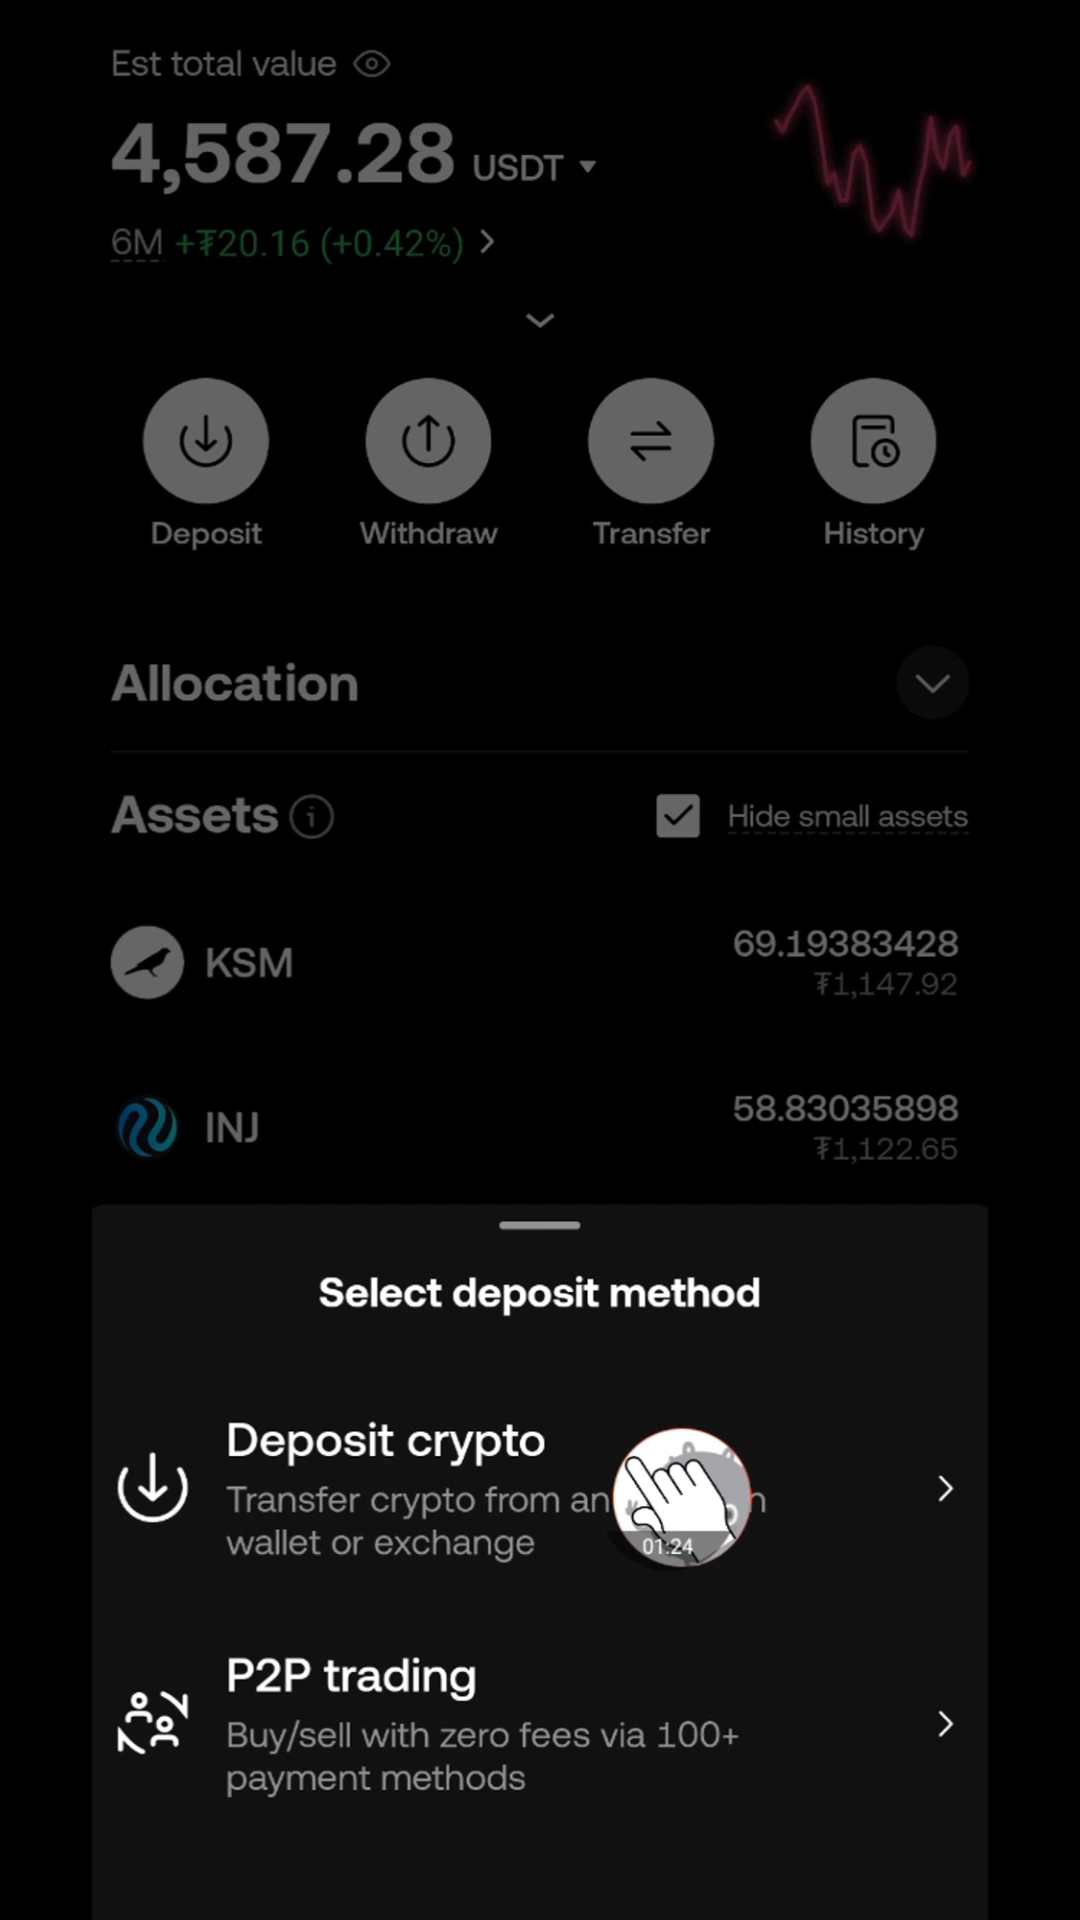 Est total value
4,587.28 USDT
6M +₮20.16 (+0.42%)
Deposit
Withdraw
Transfer
History
Allocation
Assets
Hide small assets
KSM
69.19383428
₮1,147.92
INJ
58.83035898
₮1,122.65
Select deposit method
Deposit crypto
Transfer crypto from
wallet or exchange
01:24
P2P trading
Buy/sell with zero fees via 100+
payment methods